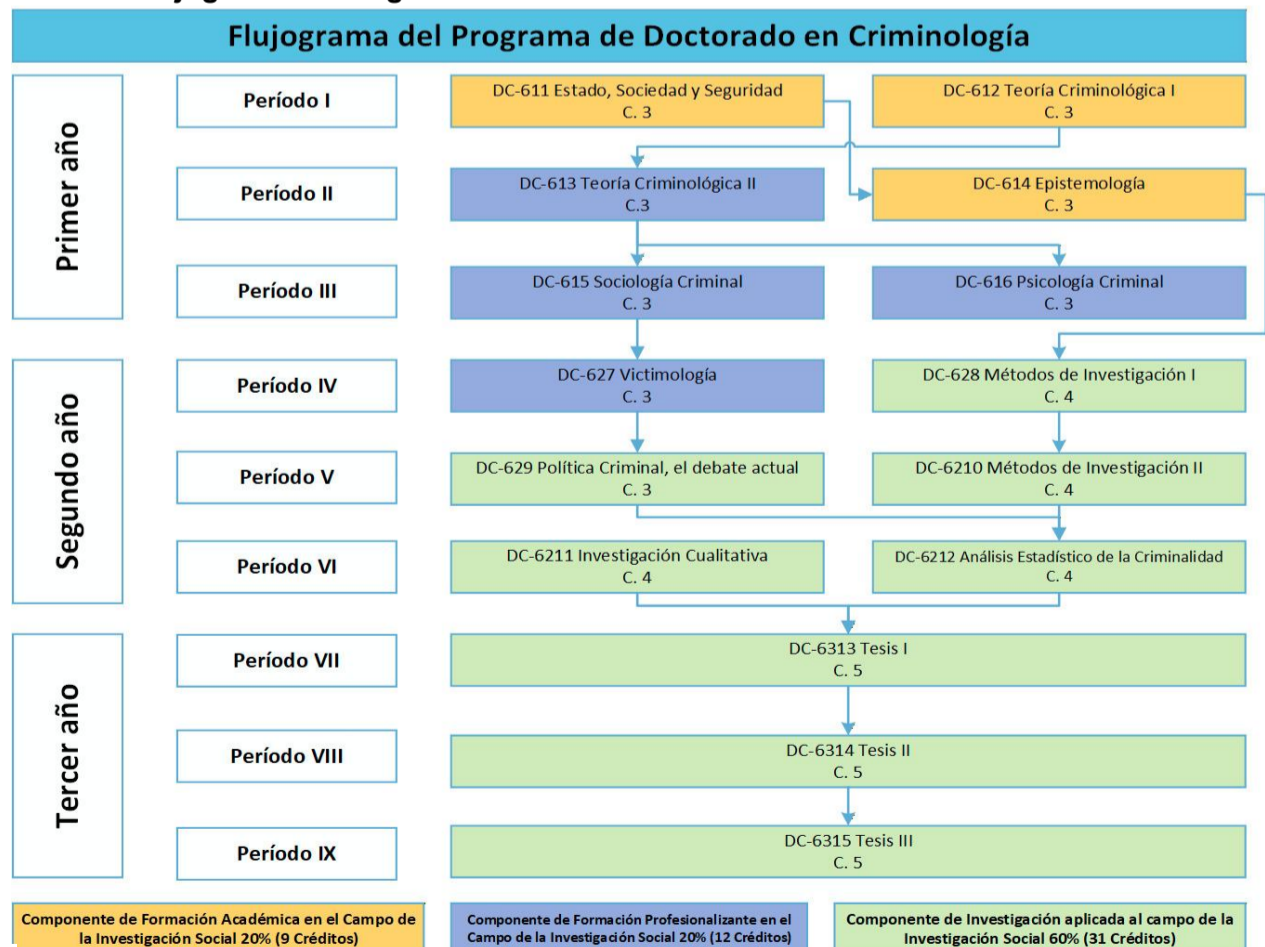 Flujograma del Programa de Doctorado en Criminología
Primer año
Período I
DC-611 Estado, Sociedad y Seguridad
C. 3
DC-612 Teoría Criminológica I
C. 3
Período II
DC-613 Teoría Criminológica II
C.3
DC-614 Epistemología
C. 3
Período III
DC-615 Sociología Criminal
C. 3
DC-616 Psicología Criminal
C. 3
Segundo año
Período IV
DC-627 Victimología
C. 3
DC-628 Métodos de Investigación I
C. 4
Período V
DC-629 Política Criminal, el debate actual
C. 3
DC-6210 Métodos de Investigación II
C. 4
Período VI
DC-6211 Investigación Cualitativa
C. 4
DC-6212 Análisis Estadístico de la Criminalidad
C. 4
Tercer año
Período VII
DC-6313 Tesis I
C. 5
Período VIII
DC-6314 Tesis II
C. 5
Período IX
DC-6315 Tesis III
C. 5
Componente de Formación Académica en el Campo de
la Investigación Social 20% (9 Créditos)
Componente de Formación Profesionalizante en el
Campo de la Investigación Social 20% (12 Créditos)
Componente de Investigación aplicada al campo de la
Investigación Social 60% (31 Créditos)